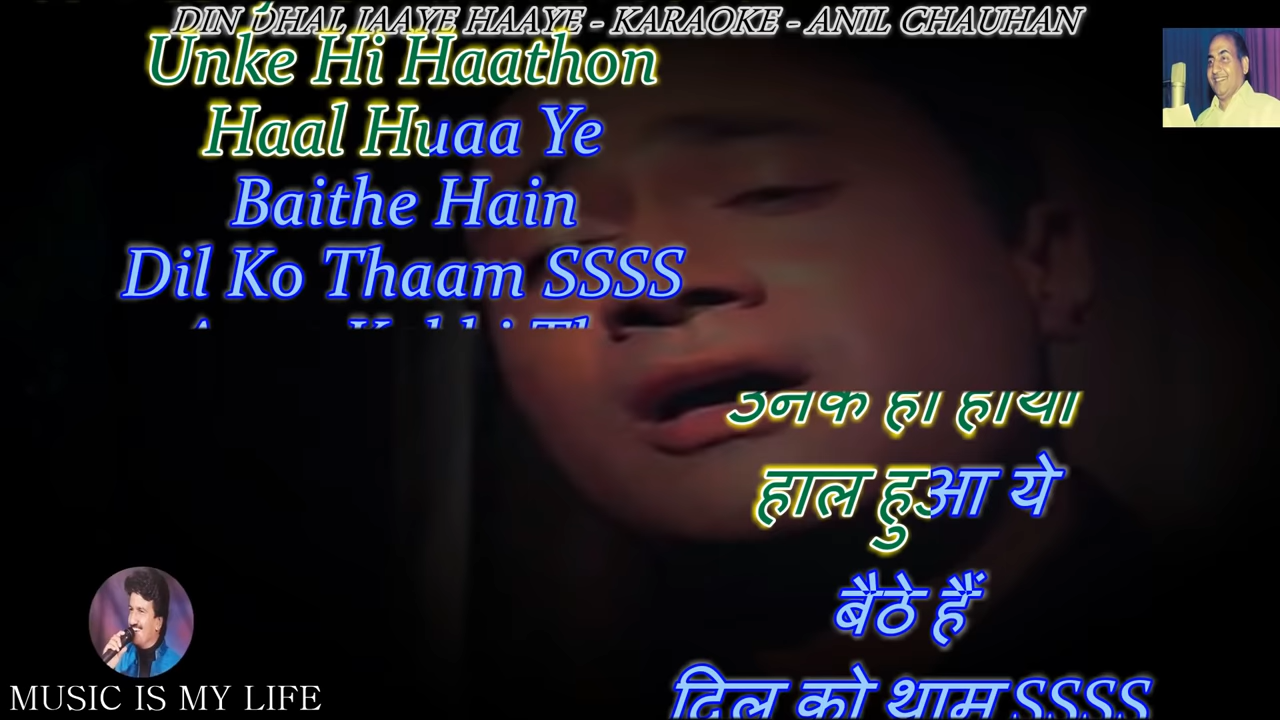 DIN DHAL JAAYE HAAYE - KARAOKE - ANIL CHAUHAN
Unke Hi Haathon
Haal Huaa Ye
Baithe Hain
Dil Ko Thaam SSSS
हाल हुआ ये
बैठे हैं
दिल को थाम SSSS
MUSIC IS MY LIFE